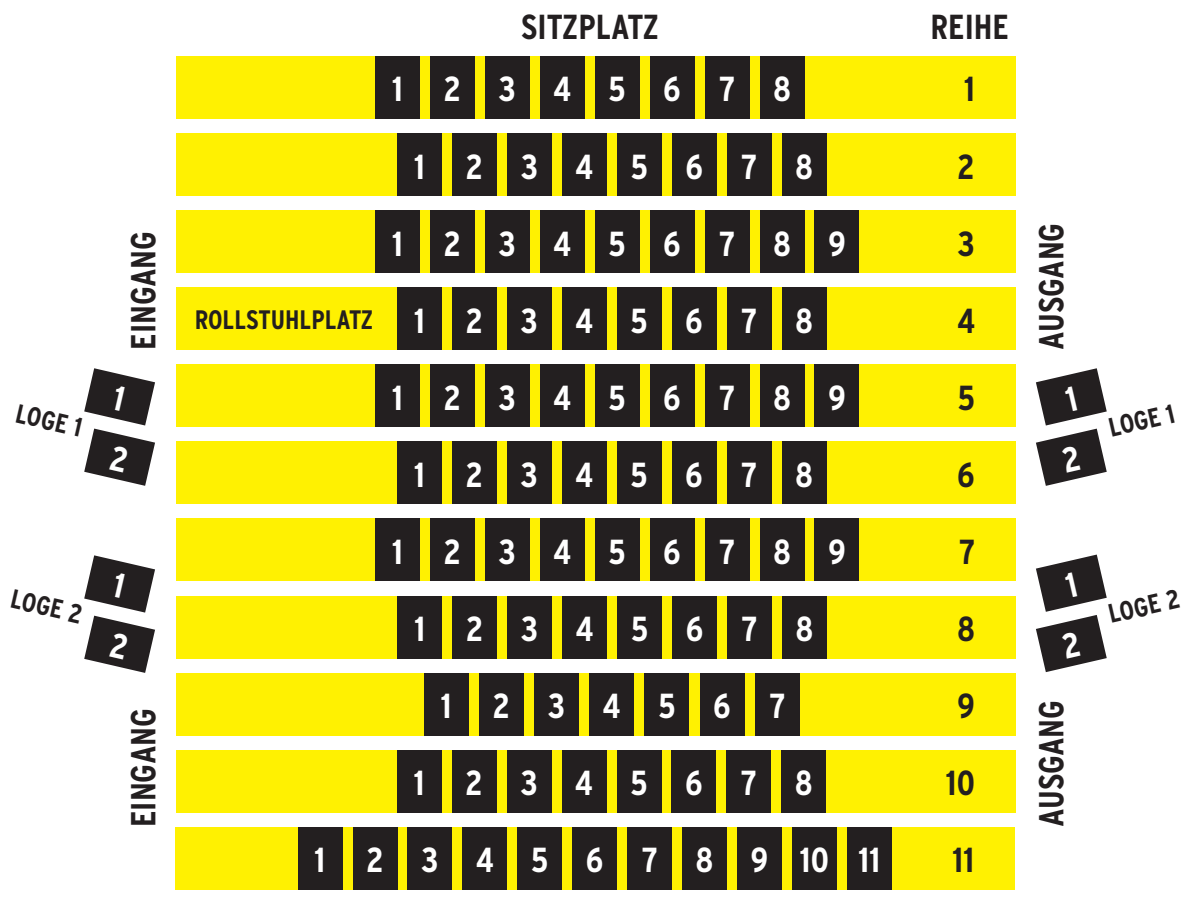 SITZPLATZ REIHE
1 2 3 4 5 6 7 8 1
1 2 3 4 5 6 7 8 2
1 2 3 4 5 6 7 8 9 3
EINGANG
AUSGANG
ROLLSTUHLPLATZ 1 2 3 4 5 6 7 8 4
1 2 3 4 5 6 7 8 9 5
1
LOGE 1
2
1
LOGE 1
2
1 2 3 4 5 6 7 8 6
1 2 3 4 5 6 7 8 9 7
1
LOGE 2
2
1
LOGE 2
2
1 2 3 4 5 6 7 8 8
1 2 3 4 5 6 7 9
EINGANG
AUSGANG
1 2 3 4 5 6 7 8 10
1 2 3 4 5 6 7 8 9 10 11 11